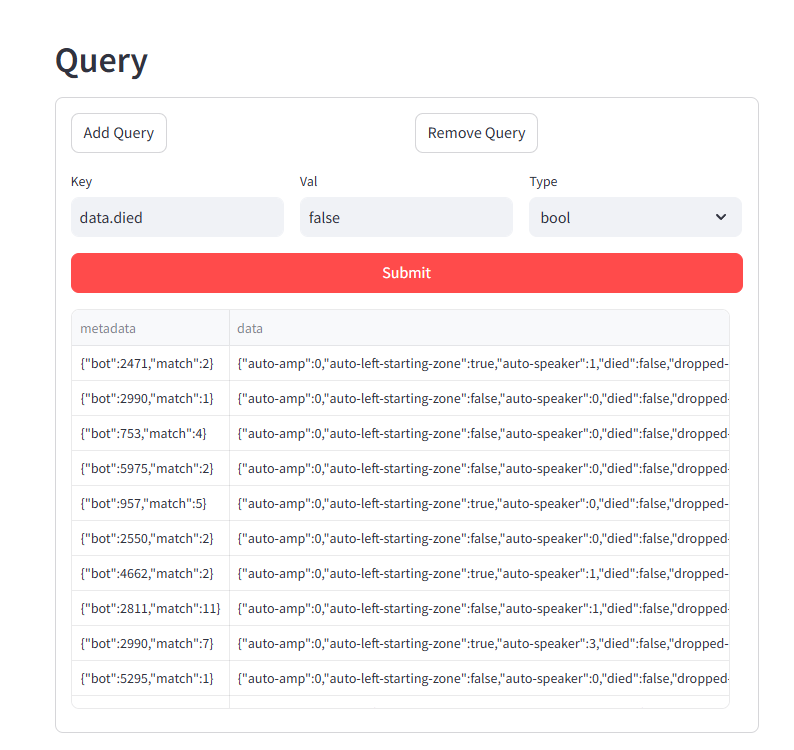 Query
Add Query Remove Query
Key Val Type
data.died false bool
Submit
metadata data
{"bot":2471,"match":2} {"auto-amp":0,"auto-left-starting-zone":true,"auto-speaker":1,"died":false,"dropped-
{"bot":2990,"match":1} {"auto-amp":0,"auto-left-starting-zone":false,"auto-speaker":0,"died":false,"dropped-
{"bot":753,"match":4} {"auto-amp":0,"auto-left-starting-zone":false,"auto-speaker":0,"died":false,"dropped-
{"bot":5975,"match":2} {"auto-amp":0,"auto-left-starting-zone":false,"auto-speaker":0,"died":false,"dropped-
{"bot":957,"match":5} {"auto-amp":0,"auto-left-starting-zone":true,"auto-speaker":0,"died":false,"dropped-
{"bot":2550,"match":2} {"auto-amp":0,"auto-left-starting-zone":false,"auto-speaker":0,"died":false,"dropped-
{"bot":4662,"match":2} {"auto-amp":0,"auto-left-starting-zone":true,"auto-speaker":1,"died":false,"dropped-
{"bot":2811,"match":11} {"auto-amp":0,"auto-left-starting-zone":false,"auto-speaker":1,"died":false,"dropped-
{"bot":2990,"match":7} {"auto-amp":0,"auto-left-starting-zone":true,"auto-speaker":3,"died":false,"dropped-
{"bot":5295,"match":1} {"auto-amp":0,"auto-left-starting-zone":false,"auto-speaker":0,"died":false,"dropped-